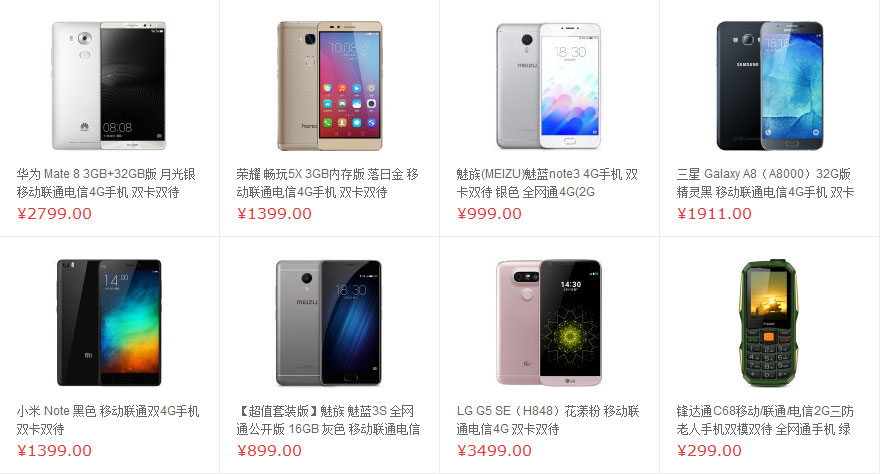 华为 Mate 8 3GB+32GB版 月光银
移动联通电信4G手机 双卡双待
¥2799.00
荣耀 畅玩5X 3GB内存版 落日金 移
动联通电信4G手机 双卡双待
¥1399.00
魅族(MEIZU)魅蓝note3 4G手机 双
卡双待 银色 全网通4G(2G
¥999.00
三星 Galaxy A8（A8000）32G版
精灵黑 移动联通电信4G手机 双卡
¥1911.00
小米 Note 黑色 移动联通双4G手机
双卡双待
¥1399.00
【超值套装版】魅族 魅蓝3S 全网
通公开版 16GB 灰色 移动联通电信
¥899.00
LG G5 SE（H848）花漾粉 移动联
通电信4G 双卡双待
¥3499.00
锋达通C68移动/联通/电信2G三防
老人手机双模双待 全网通手机 绿
¥299.00
HUAWEI
08:08
honor
10:08
MEIZU
18:30
SAMSUNG
mi
14:00
MEIZU
18:30
G5
14:30
LG